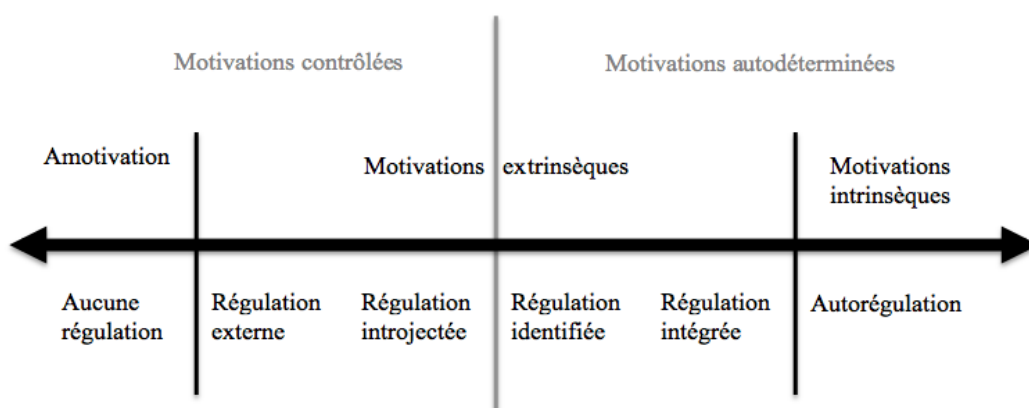 Motivations contrôlées
Motivations autodéterminées
Amotivation
Motivations extrinsèques
Motivations
intrinsèques
Aucune
régulation
Régulation
externe
Régulation
introjectée
Régulation
identifiée
Régulation
intégrée
Autorégulation